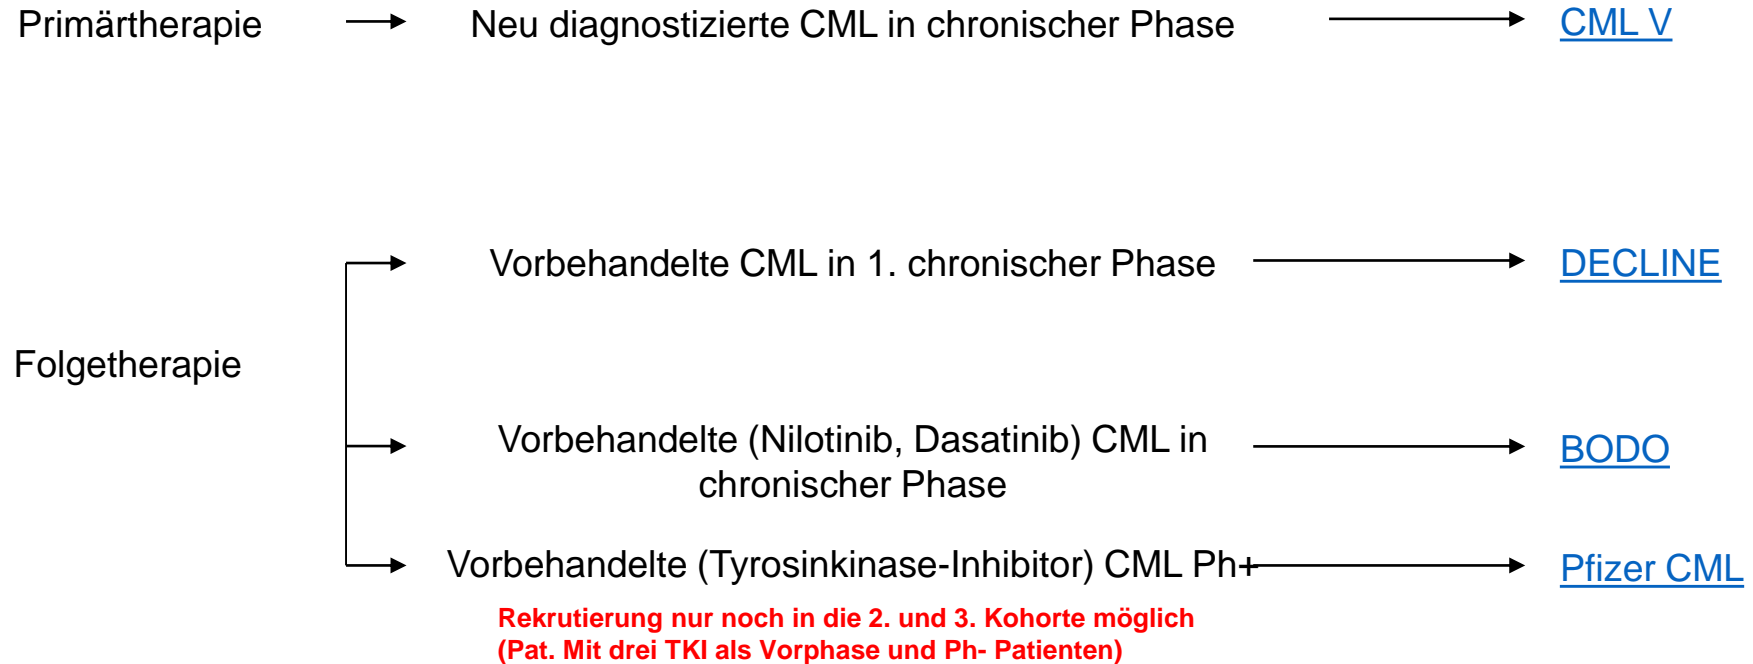 Primärtherapie
Neu diagnostizierte CML in chronischer Phase
CML V
Vorbehandelte CML in 1. chronischer Phase
DECLINE
Folgetherapie
Vorbehandelte (Nilotinib, Dasatinib) CML in
chronischer Phase
BODO
Vorbehandelte (Tyrosinkinase-Inhibitor) CML Ph+
Pfizer CML
Rekrutierung nur noch in die 2. und 3. Kohorte möglich
(Pat. Mit drei TKI als Vorphase und Ph- Patienten)